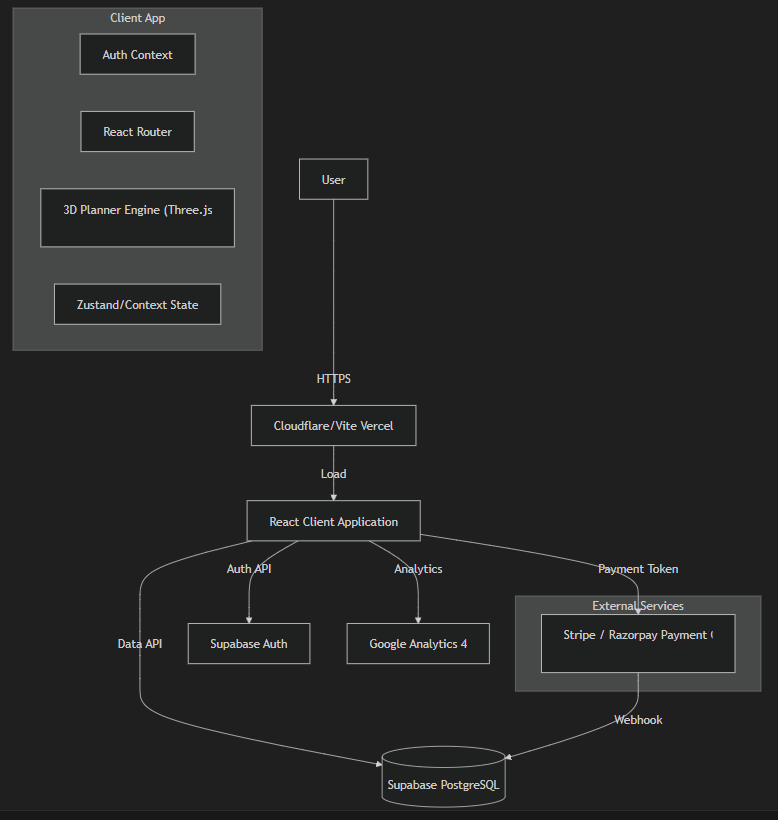 Client App
Auth Context
React Router
3D Planner Engine (Three.js
Zustand/Context State
User
HTTPS
Cloudflare/Vite Vercel
Load
React Client Application
Auth API
Analytics
Payment Token
External Services
Data API
Supabase Auth
Google Analytics 4
Stripe / Razorpay Payment
Webhook
Supabase PostgreSQL